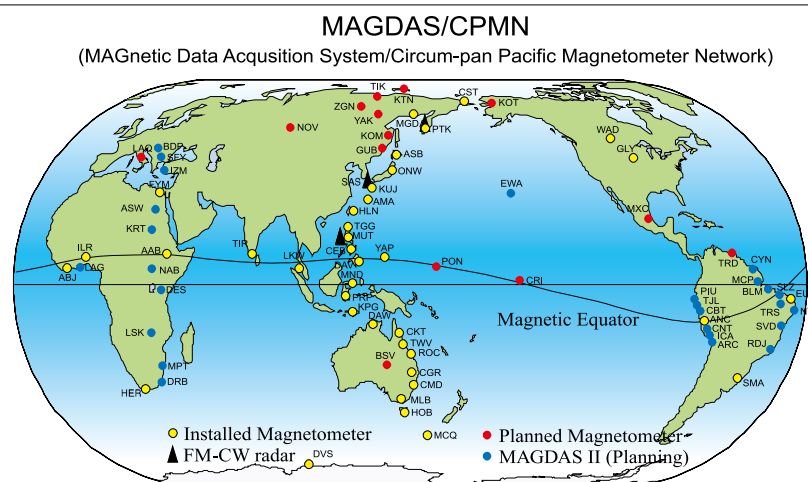 MAGDAS/CPMN
(MAGnetic Data Acqusition System/Circum-pan Pacific Magnetometer Network)
TIK
KTN
CST
ZGN
KOT
YAK
MGD
PTK
NOV
KOM
WAD
GUB
GLY
LAQ
BDP
ASB
SFY
ONW
IZM
SAS
FYM
KUJ
EWA
AMA
ASW
HLN
MXC
KRT
TGG
MUT
ILR
AAB
TIR
CEB
YAP
LKW
DAV
PON
TRD
CYN
ABJ
LAG
NAB
MND
CRI
MCP
DES
PIU
BLM
SLZ
TJL
KPG
CBT
TRS
Magnetic Equator
ANC
DAW
CNT
SVD
LSK
CKT
ICA
TWV
ARC
RDJ
BSV
ROC
MPT
CGR
HER
DRB
CMD
SMA
MLB
HOB
Installed Magnetometer
MCQ
Planned Magnetometer
FM-CW radar
DVS
MAGDAS II (Planning)